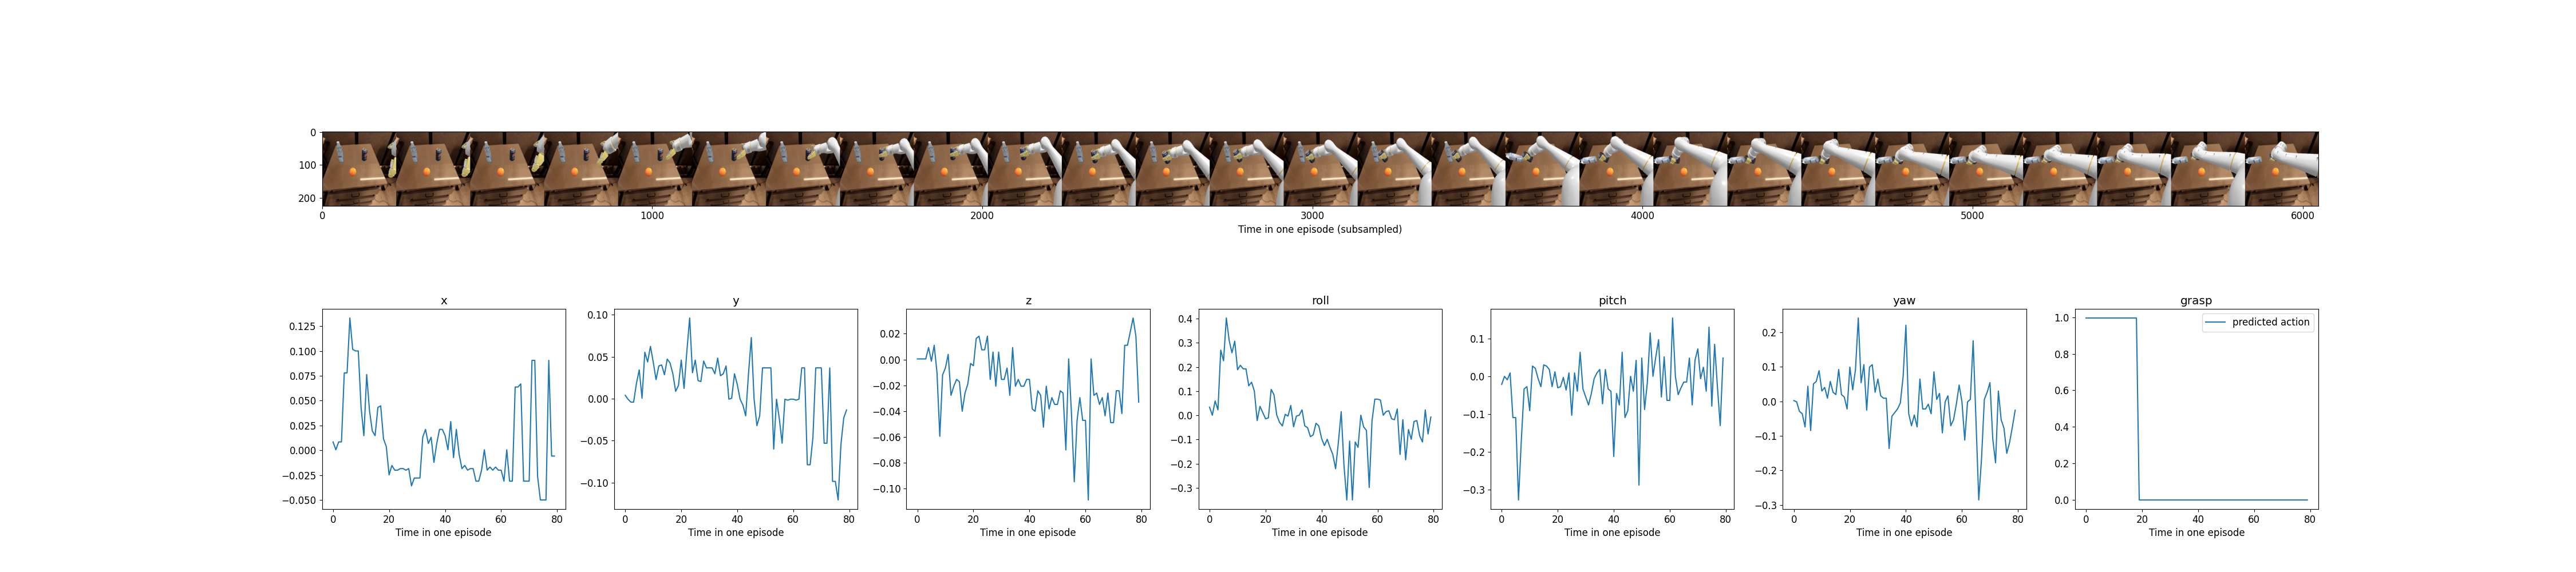 0
100
200
0 1000 2000 3000 4000 5000 6000
Time in one episode (subsampled)
x
0.125
0.100
0.075
0.050
0.025
0.000
−0.025
−0.050
0 20 40 60 80
Time in one episode
y
0.10
0.05
0.00
−0.05
−0.10
0 20 40 60 80
Time in one episode
z
0.02
0.00
−0.02
−0.04
−0.06
−0.08
−0.10
0 20 40 60 80
Time in one episode
roll
0.4
0.3
0.2
0.1
0.0
−0.1
−0.2
−0.3
0 20 40 60 80
Time in one episode
pitch
0.1
0.0
−0.1
−0.2
−0.3
0 20 40 60 80
Time in one episode
yaw
0.2
0.1
0.0
−0.1
−0.2
−0.3
0 20 40 60 80
Time in one episode
grasp
predicted action
1.0
0.8
0.6
0.4
0.2
0.0
0 20 40 60 80
Time in one episode